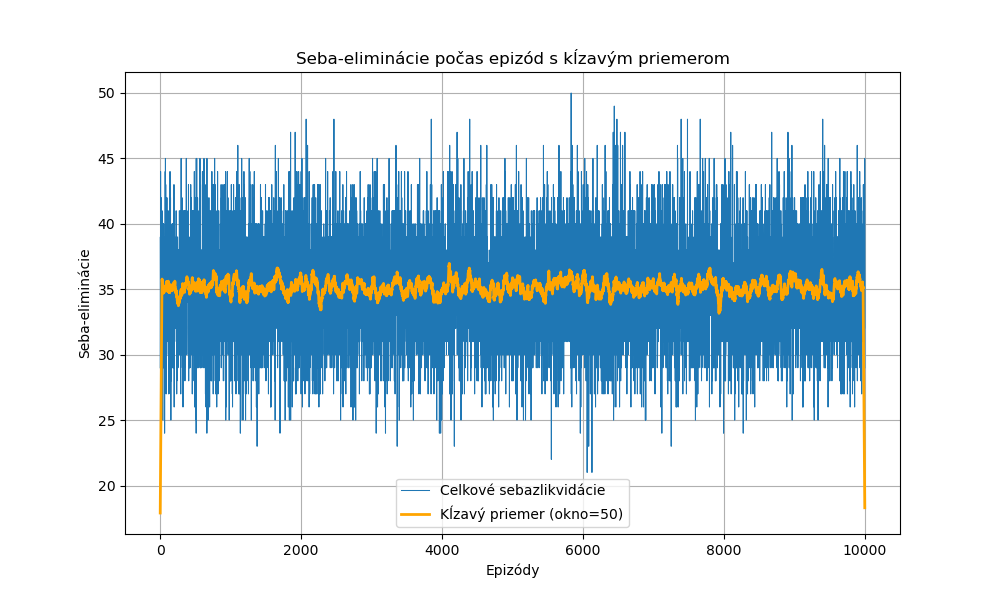 Seba-eliminácie počas epizód s kĺzavým priemerom
50
45
40
35
30
25
20
Seba-eliminácie
Celkové sebazlikvidácie
Kĺzavý priemer (okno=50)
0 2000 4000 6000 8000 10000
Epizódy